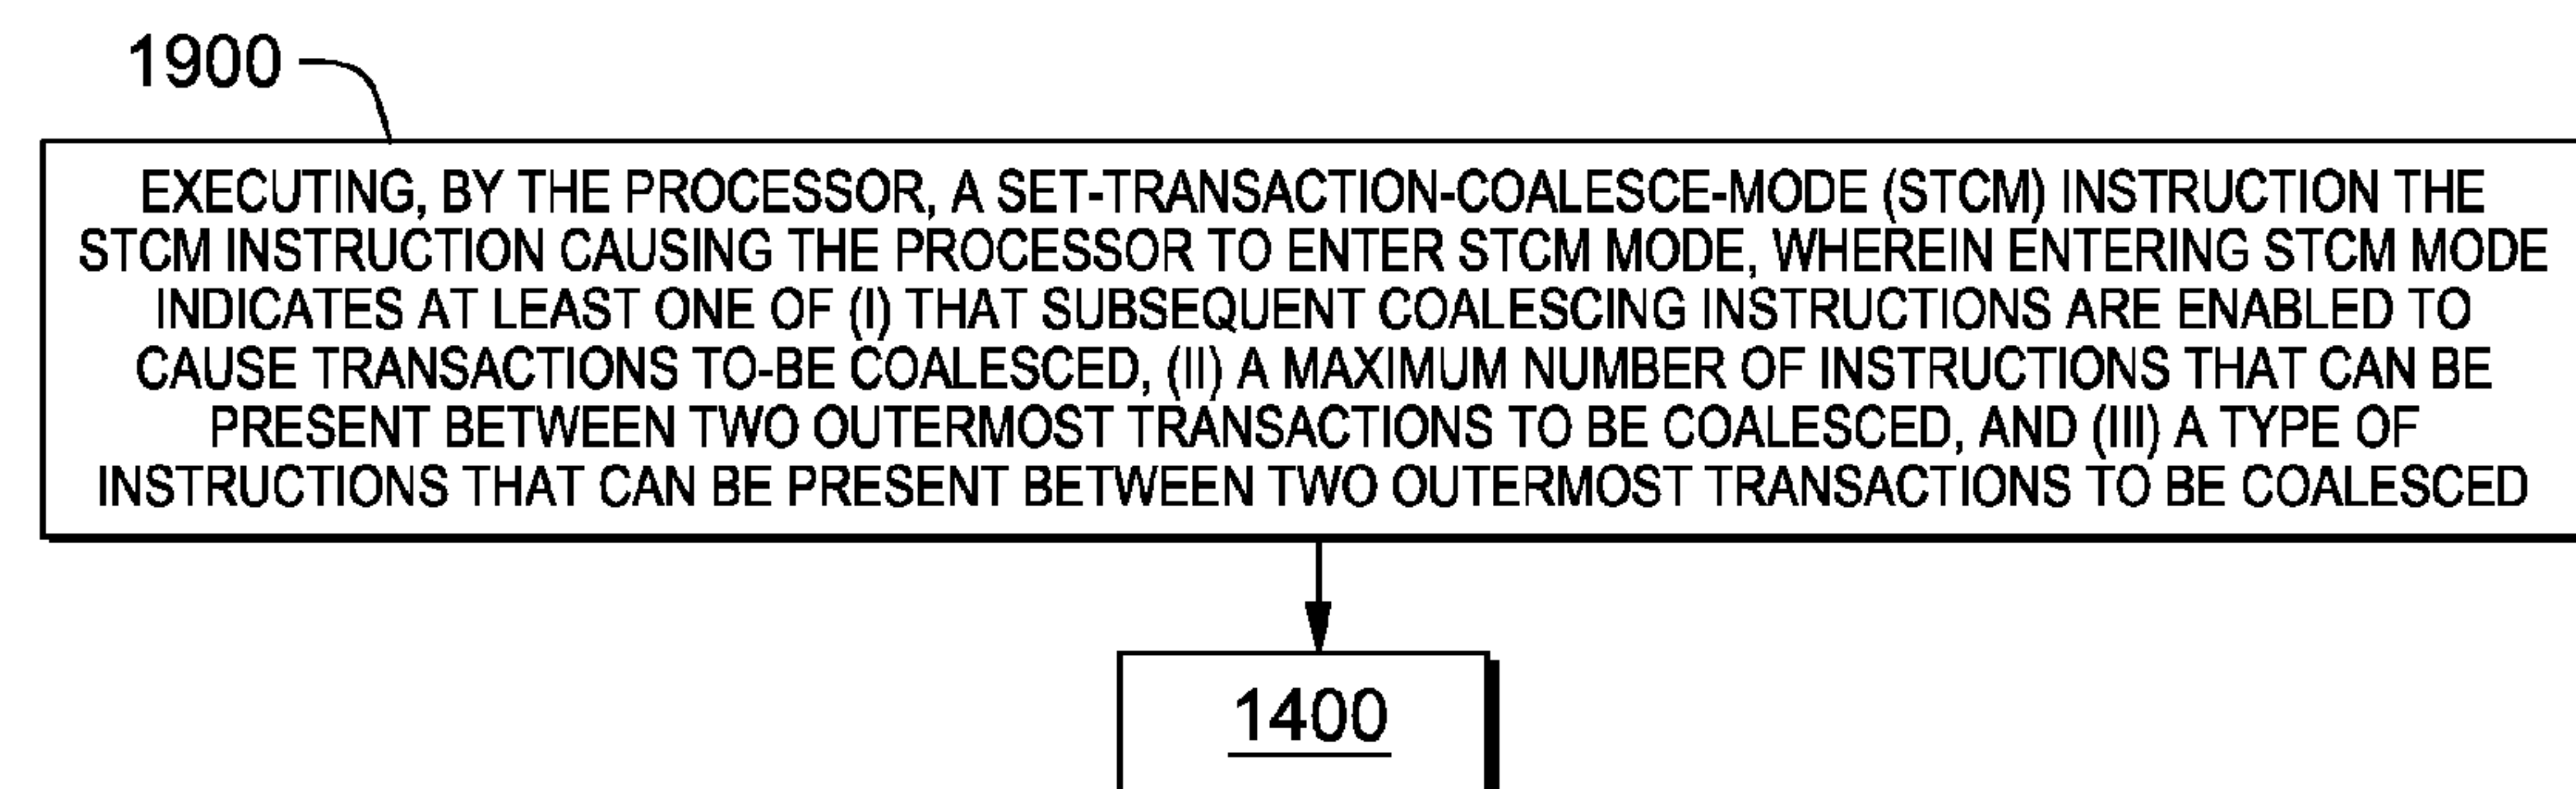 1900
EXECUTING, BY THE PROCESSOR, A SET-TRANSACTION-COALESCE-MODE (STCM) INSTRUCTION THE
STCM INSTRUCTION CAUSING THE PROCESSOR TO ENTER STCM MODE, WHEREIN ENTERING STCM MODE
INDICATES AT LEAST ONE OF (I) THAT SUBSEQUENT COALESCING INSTRUCTIONS ARE ENABLED TO
CAUSE TRANSACTIONS TO-BE COALESCED, (II) A MAXIMUM NUMBER OF INSTRUCTIONS THAT CAN BE
PRESENT BETWEEN TWO OUTERMOST TRANSACTIONS TO BE COALESCED, AND (III) A TYPE OF
INSTRUCTIONS THAT CAN BE PRESENT BETWEEN TWO OUTERMOST TRANSACTIONS TO BE COALESCED
1400